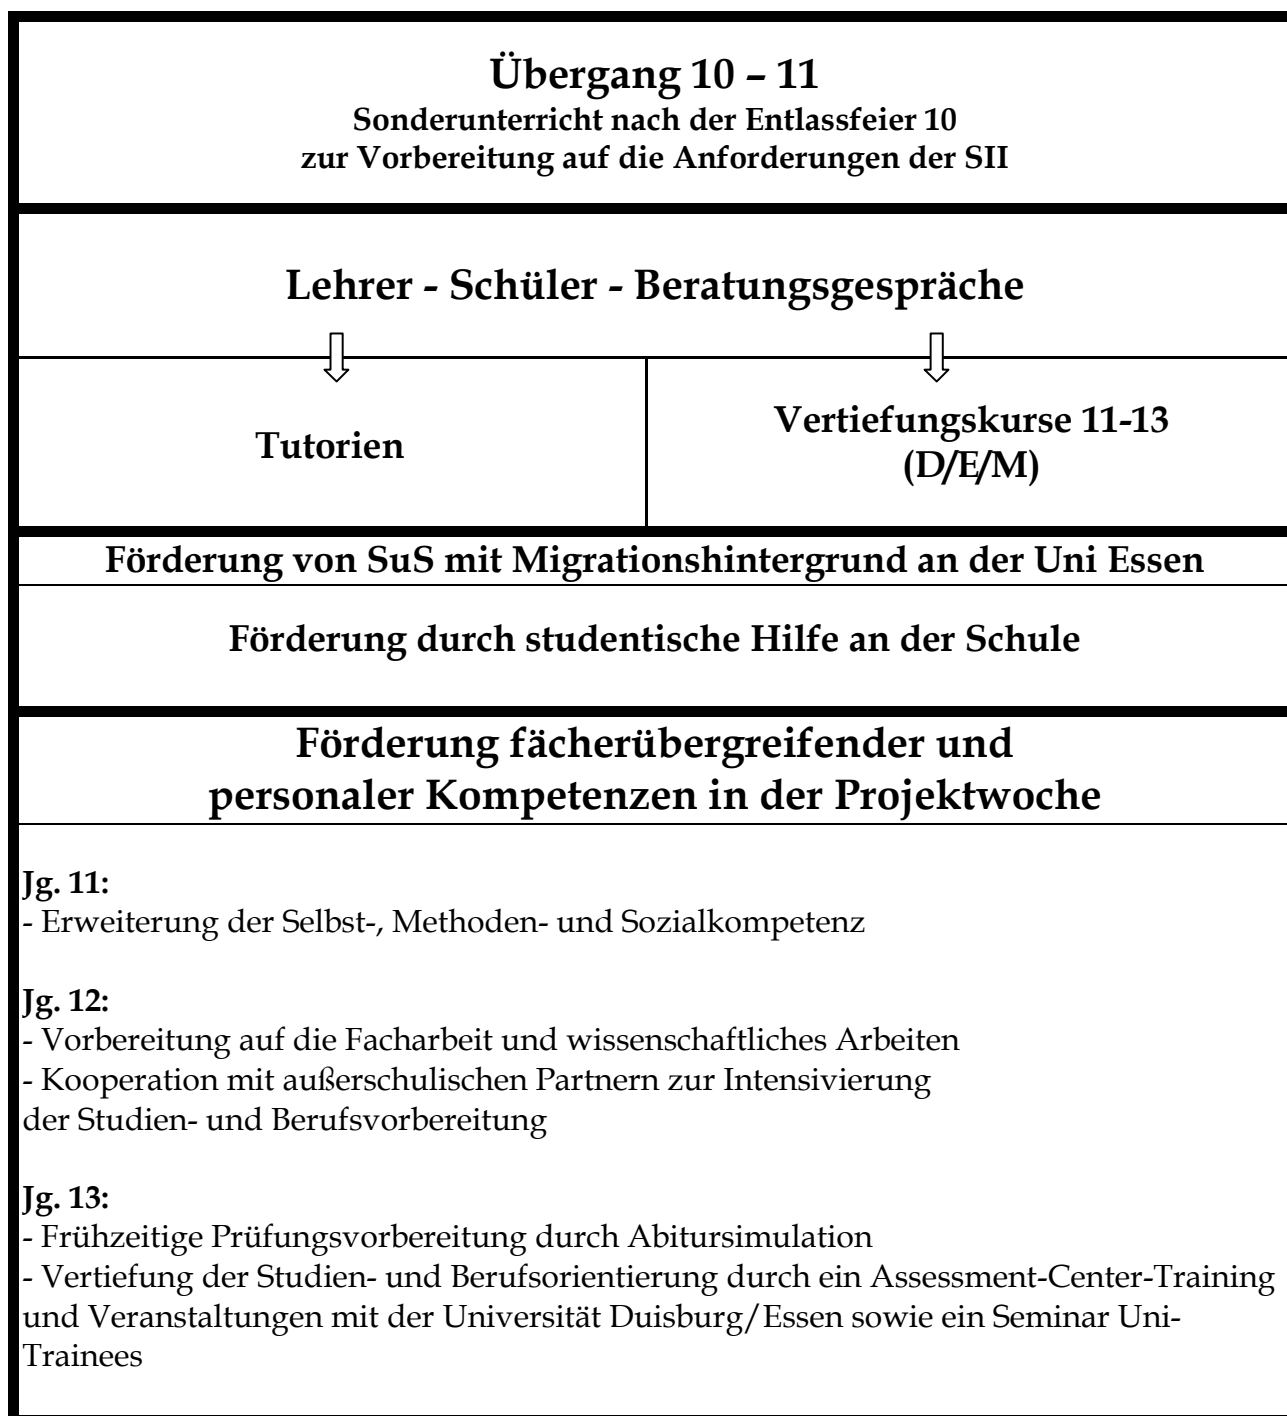 Übergang 10 – 11
Sonderunterricht nach der Entlassfeier 10
zur Vorbereitung auf die Anforderungen der SII
Lehrer - Schüler - Beratungsgespräche
Tutorien
Vertiefungskurse 11-13
(D/E/M)
Förderung von SuS mit Migrationshintergrund an der Uni Essen
Förderung durch studentische Hilfe an der Schule
Förderung fächerübergreifender und
personaler Kompetenzen in der Projektwoche
Jg. 11:
- Erweiterung der Selbst-, Methoden- und Sozialkompetenz
Jg. 12:
- Vorbereitung auf die Facharbeit und wissenschaftliches Arbeiten
- Kooperation mit außerschulischen Partnern zur Intensivierung
der Studien- und Berufsvorbereitung
Jg. 13:
- Frühzeitige Prüfungsvorbereitung durch Abitursimulation
- Vertiefung der Studien- und Berufsorientierung durch ein Assessment-Center-Training
und Veranstaltungen mit der Universität Duisburg/Essen sowie ein Seminar Uni-
Trainees